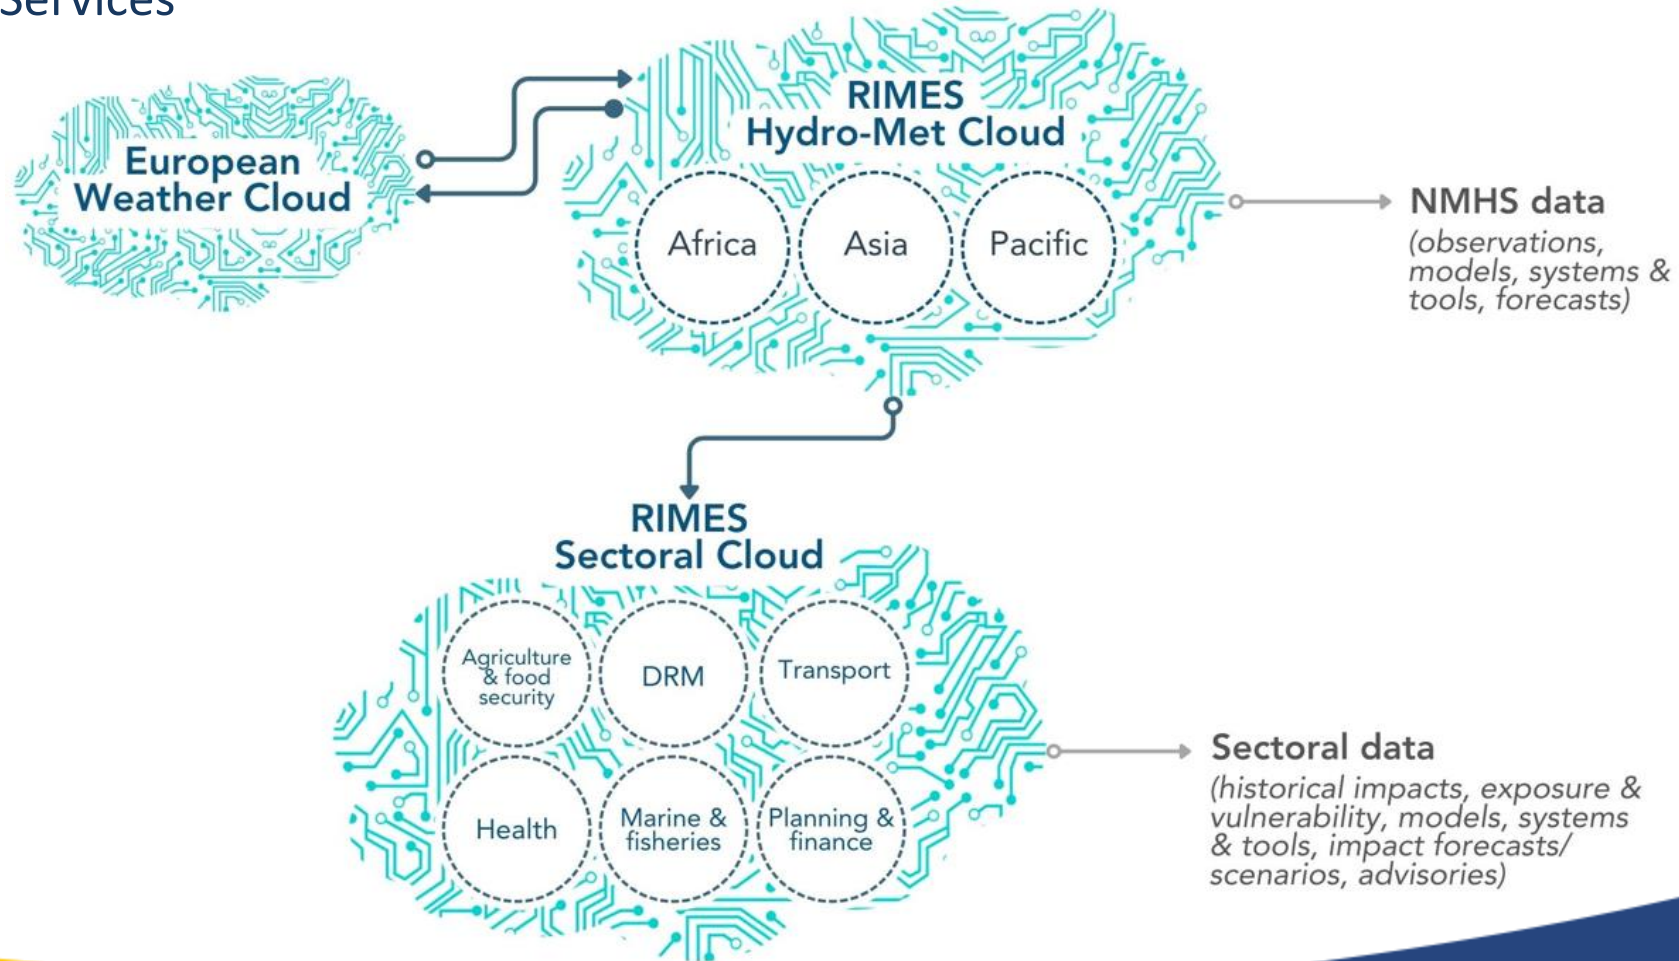 Services
European
Weather Cloud
RIMES
Hydro-Met Cloud
Africa
Asia
Pacific
NMHS data
(observations,
models, systems &
tools, forecasts)
RIMES
Sectoral Cloud
Agriculture
& food
security
DRM
Transport
Health
Marine &
fisheries
Planning &
finance
Sectoral data
(historical impacts, exposure &
vulnerability, models, systems
& tools, impact forecasts/
scenarios, advisories)